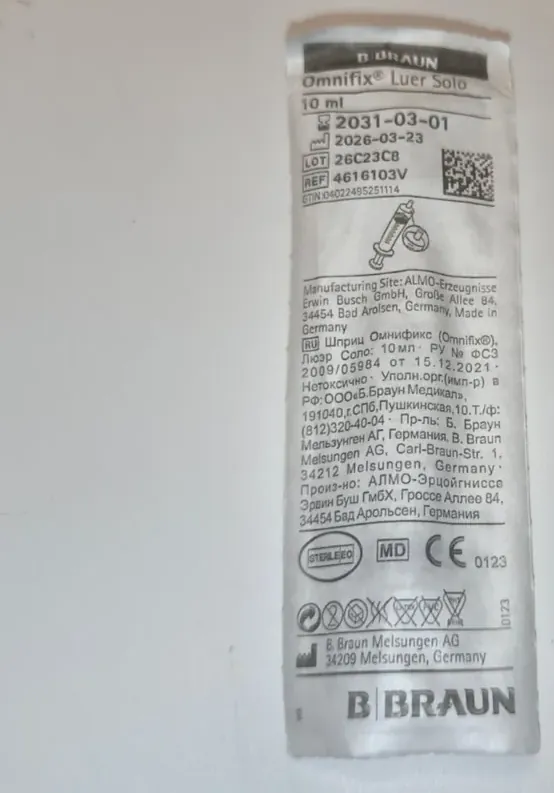 B BRAUN
Omnifix® Luer Solo
10 ml
2031-03-01
2026-03-23
LOT 26C23C8
REF 4616103V
GTIN:04022495251114
Manufacturing Site: ALMO-Erzeugnisse
Erwin Busch GmbH, Große Allee 84,
34454 Bad Arolsen, Germany, Made in
Germany
RU Шприц Омнификс (Omnifix®),
Люэр Соло: 10 мл · РУ № ФСЗ
2009/05984 от 15.12.2021 ·
Нетоксично · Уполн.орг.(имп-р) в
РФ:ООО«Б.Браун Медикал»,
191040,г.СПб,Пушкинская,10.Т./ф:
(812)320-40-04 · Пр-ль: Б. Браун
Мельзунген АГ, Германия. B. Braun
Melsungen AG, Carl-Braun-Str. 1,
34212 Melsungen, Germany ·
Произ-но: АЛМО-Эрцойгниссе
Эрвин Буш ГмбХ, Гроссе Аллее 84,
34454 Бад Арользен, Германия
STERILE EO MD CE 0123
0123
B. Braun Melsungen AG
34209 Melsungen, Germany
B BRAUN